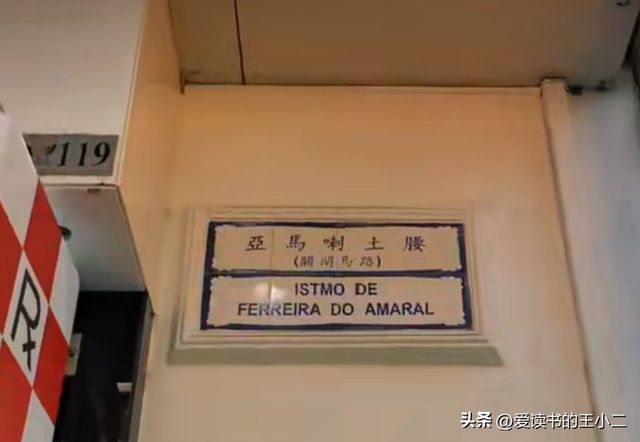 119
亞馬喇土腰
(關閘馬路)
ISTMO DE
FERREIRA DO AMARAL
R
头条 @爱读书的王小二